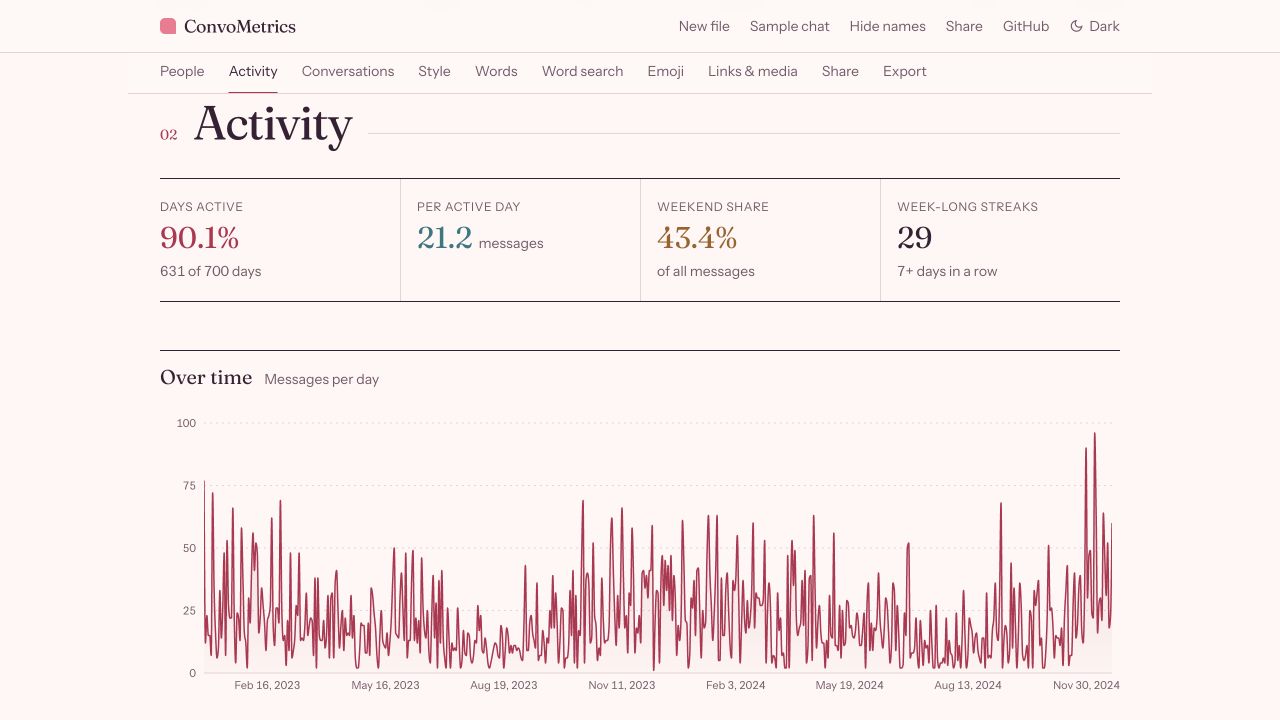 ConvoMetrics New file Sample chat Hide names Share GitHub Dark
People Activity Conversations Style Words Word search Emoji Links & media Share Export
02 Activity
DAYS ACTIVE PER ACTIVE DAY WEEKEND SHARE WEEK-LONG STREAKS
90.1% 21.2 messages 43.4% 29
631 of 700 days of all messages 7+ days in a row
Over time Messages per day
100
75
50
25
0
Feb 16, 2023 May 16, 2023 Aug 19, 2023 Nov 11, 2023 Feb 3, 2024 May 19, 2024 Aug 13, 2024 Nov 30, 2024